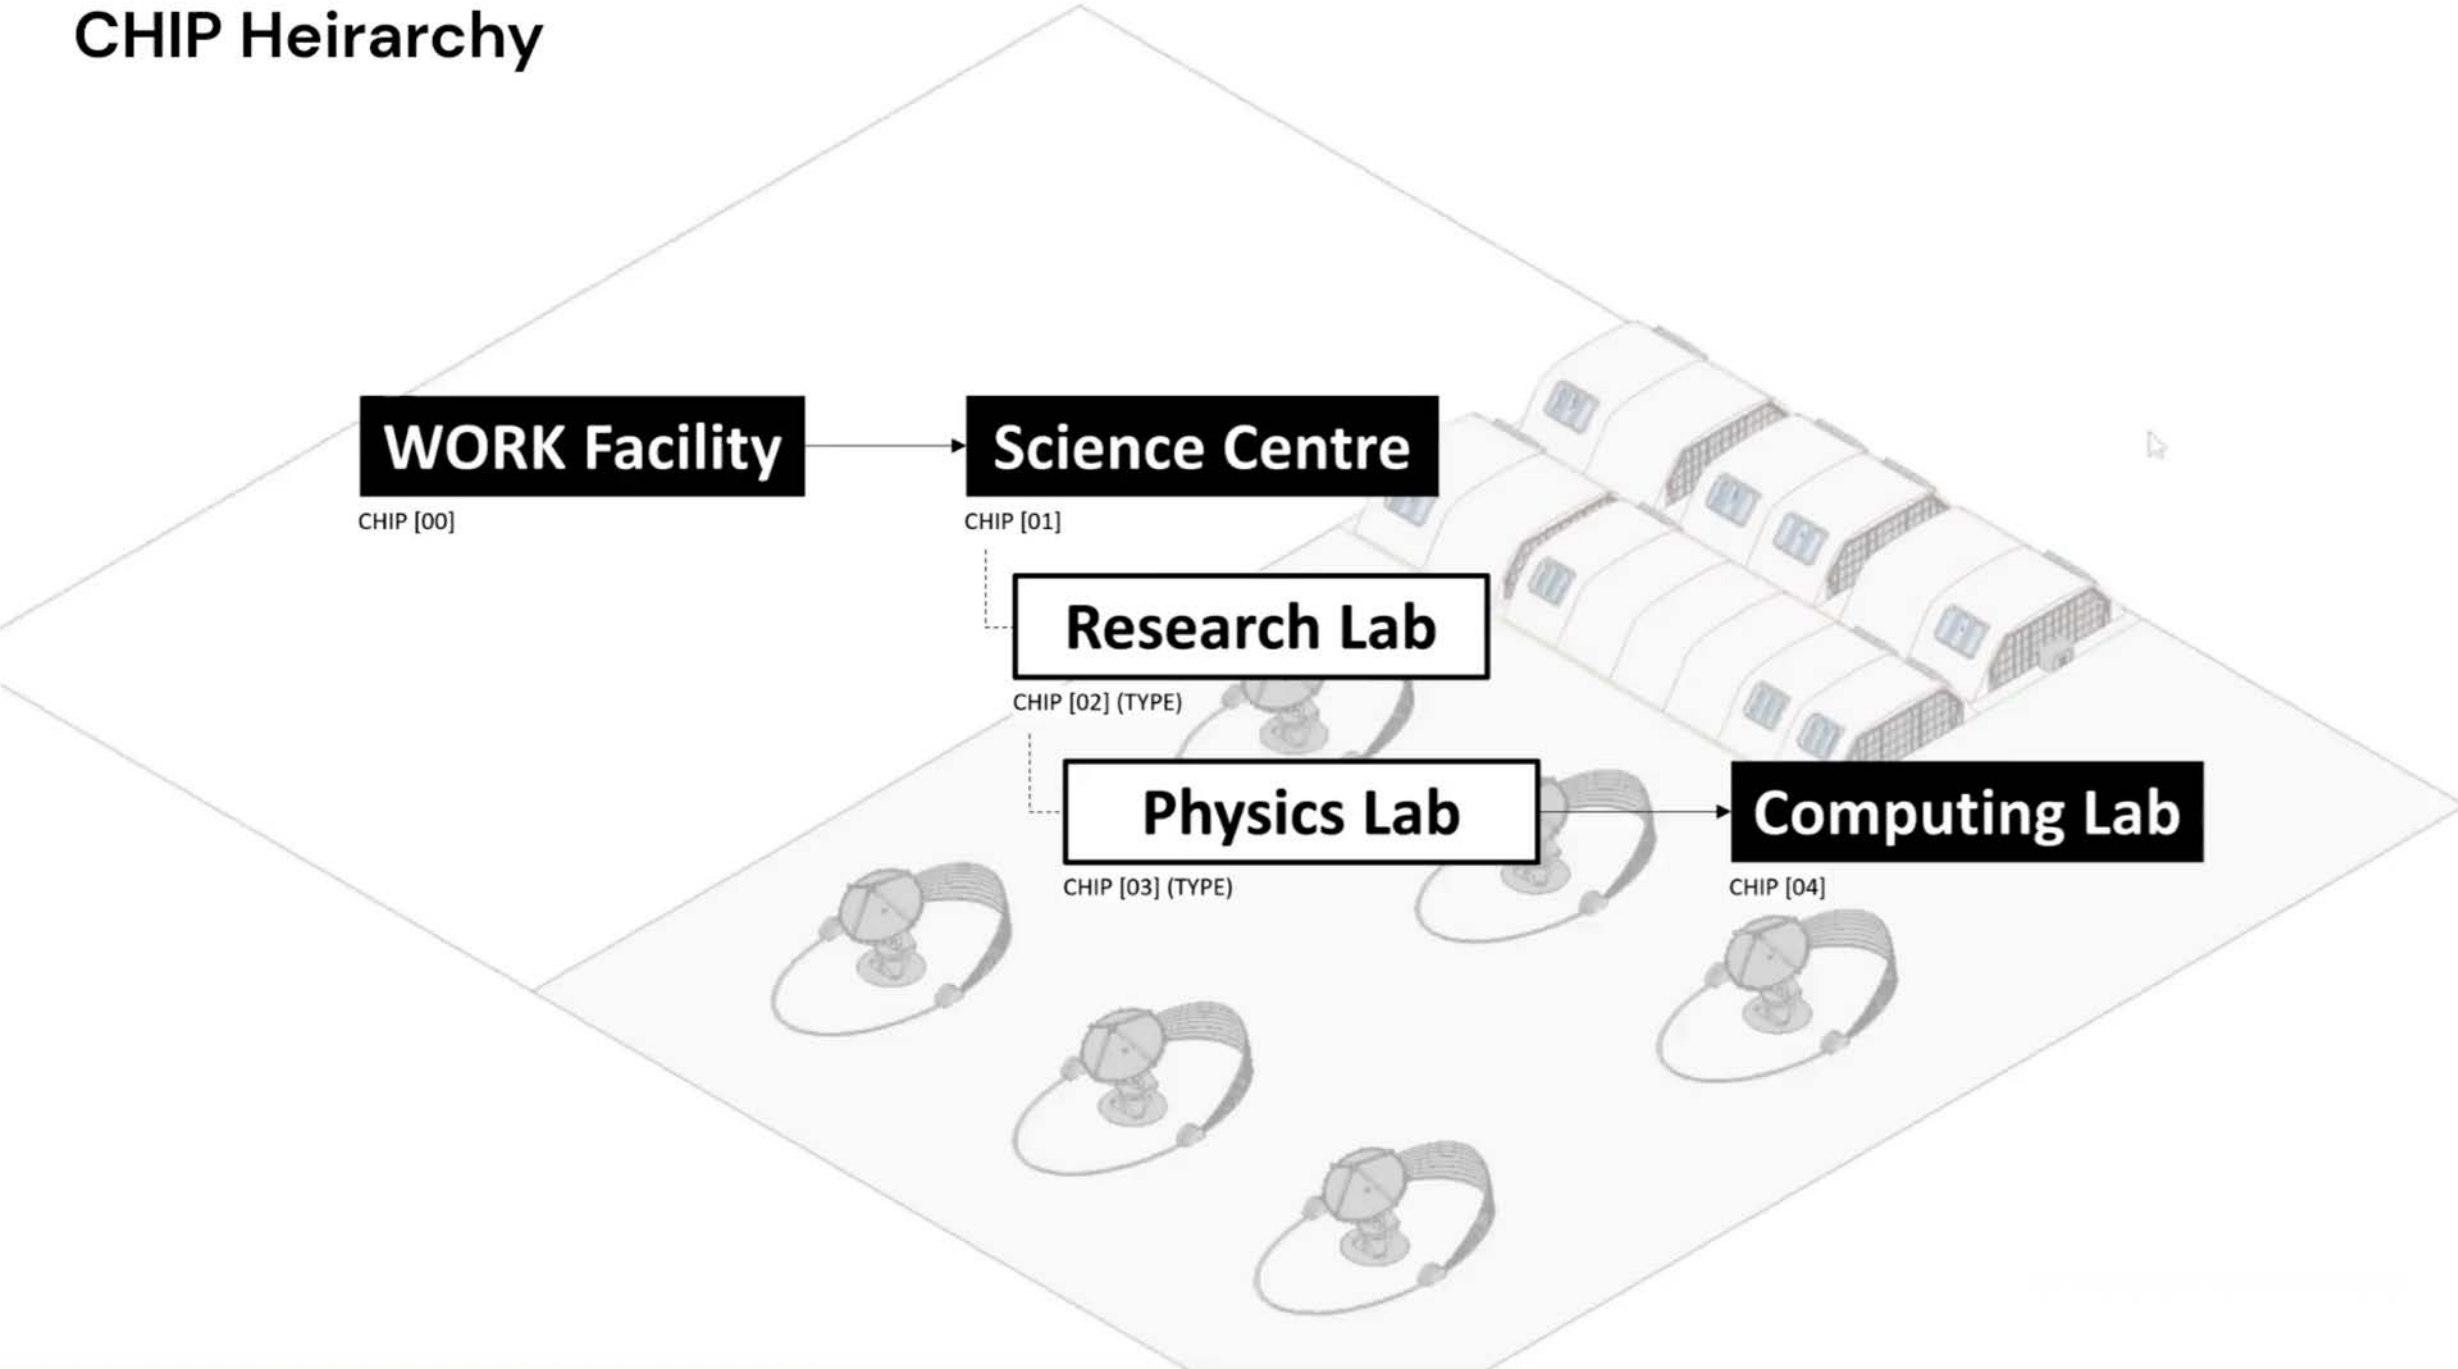 CHIP Heirarchy
WORK Facility
CHIP [00]
Science Centre
CHIP [01]
Research Lab
CHIP [02] (TYPE)
Physics Lab
CHIP [03] (TYPE)
Computing Lab
CHIP [04]